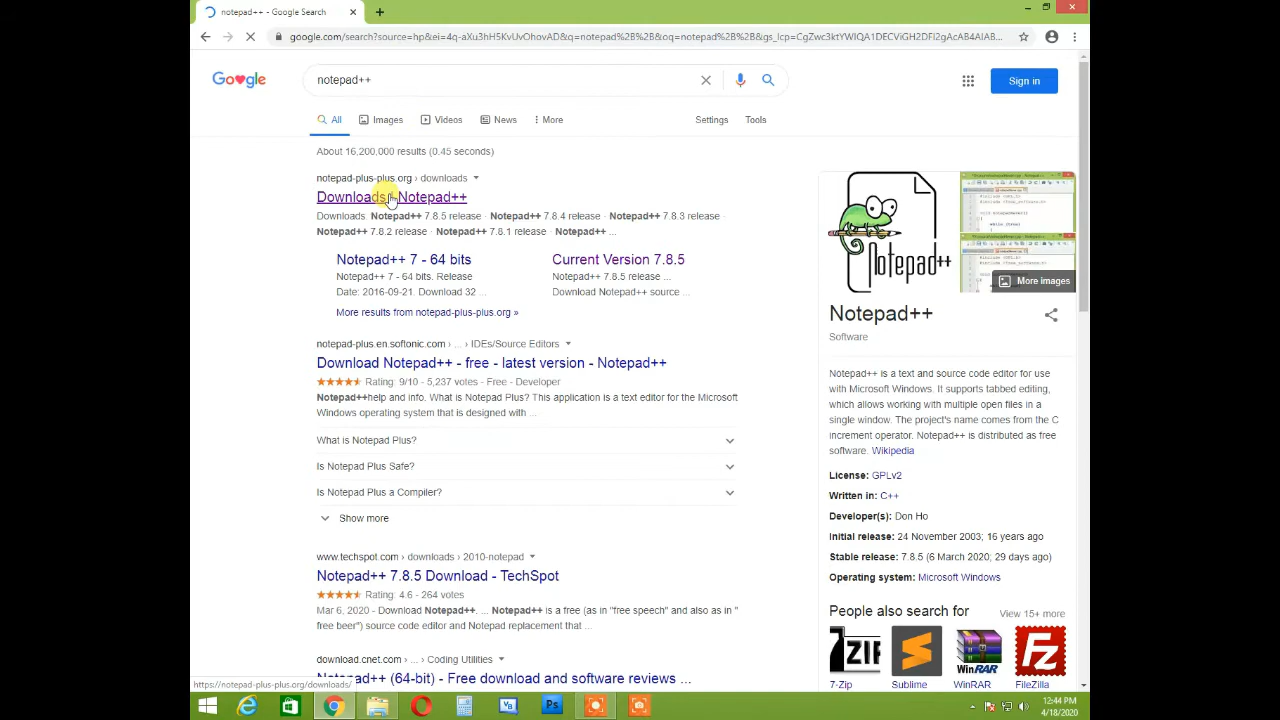 notepad++ - Google Search
google.com/search?source=hp&ei=4q-aXu3hH5KvUvOhovAD&q=notepad%2B%2B&oq=notepad%2B%2B&gs_lcp=CgZwc3ktYWIQA1DECViGH2DFI2gAcAB4AIAB...
Google
notepad++
Sign in
All
Images
Videos
News
More
Settings
Tools
About 16,200,000 results (0.45 seconds)
notepad-plus-plus.org › downloads
Downloads | Notepad++
Downloads · Notepad++ 7.8.5 release · Notepad++ 7.8.4 release · Notepad++ 7.8.3 release ·
Notepad++ 7.8.2 release · Notepad++ 7.8.1 release · Notepad++ ...
Notepad++ 7 - 64 bits
Notepad++ 7 - 64 bits. Release
2016-09-21. Download 32 ...
Current Version 7.8.5
Notepad++ 7.8.5 release ...
Download Notepad++ source ...
More results from notepad-plus-plus.org »
notepad-plus.en.softonic.com › ... › IDEs/Source Editors
Download Notepad++ - free - latest version - Notepad++
Rating: 9/10 - 5,237 votes - Free - Developer
Notepad++help and info. What is Notepad Plus? This application is a text editor for the Microsoft
Windows operating system that is designed with ...
What is Notepad Plus?
Is Notepad Plus Safe?
Is Notepad Plus a Compiler?
Show more
www.techspot.com › downloads › 2010-notepad
Notepad++ 7.8.5 Download - TechSpot
Rating: 4.6 - 264 votes
Mar 6, 2020 - Download Notepad++. ... Notepad++ is a free (as in "free speech" and also as in "
free beer") source code editor and Notepad replacement that ...
download.cnet.com › ... › Coding Utilities
Notepad++ (64-bit) - Free download and software reviews ...
https://notepad-plus-plus.org/downloads/
Notepad++
More images
Notepad++
Software
Notepad++ is a text and source code editor for use
with Microsoft Windows. It supports tabbed editing,
which allows working with multiple open files in a
single window. The project's name comes from the C
increment operator. Notepad++ is distributed as free
software. Wikipedia
License: GPLv2
Written in: C++
Developer(s): Don Ho
Initial release: 24 November 2003; 16 years ago
Stable release: 7.8.5 (6 March 2020; 29 days ago)
Operating system: Microsoft Windows
People also search for
View 15+ more
7ZIP
7-Zip
Sublime
WinRAR
FileZilla
Ps
12:44 PM
4/18/2020